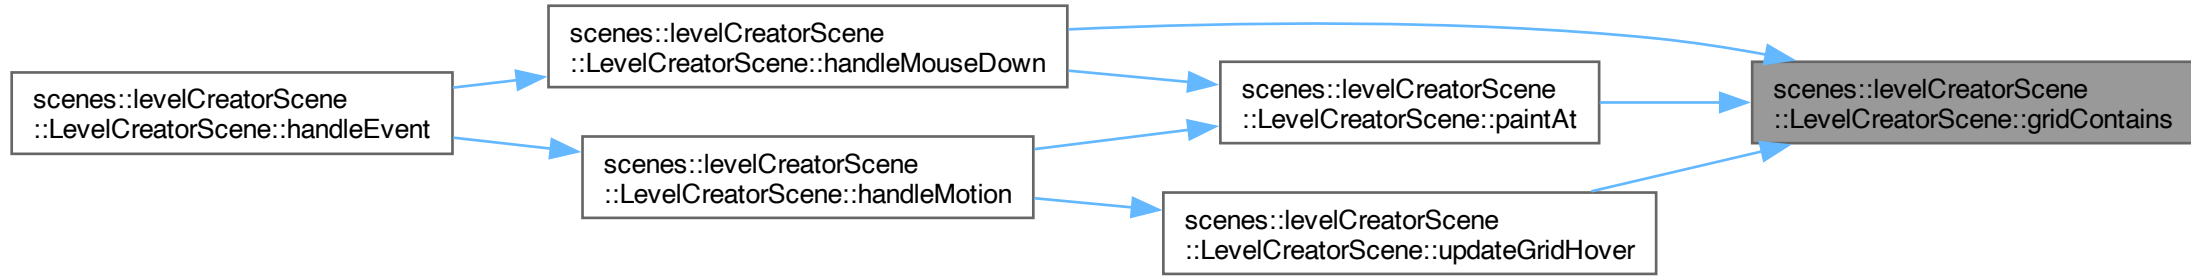 scenes::levelCreatorScene
::LevelCreatorScene::handleEvent
scenes::levelCreatorScene
::LevelCreatorScene::handleMouseDown
scenes::levelCreatorScene
::LevelCreatorScene::handleMotion
scenes::levelCreatorScene
::LevelCreatorScene::paintAt
scenes::levelCreatorScene
::LevelCreatorScene::updateGridHover
scenes::levelCreatorScene
::LevelCreatorScene::gridContains